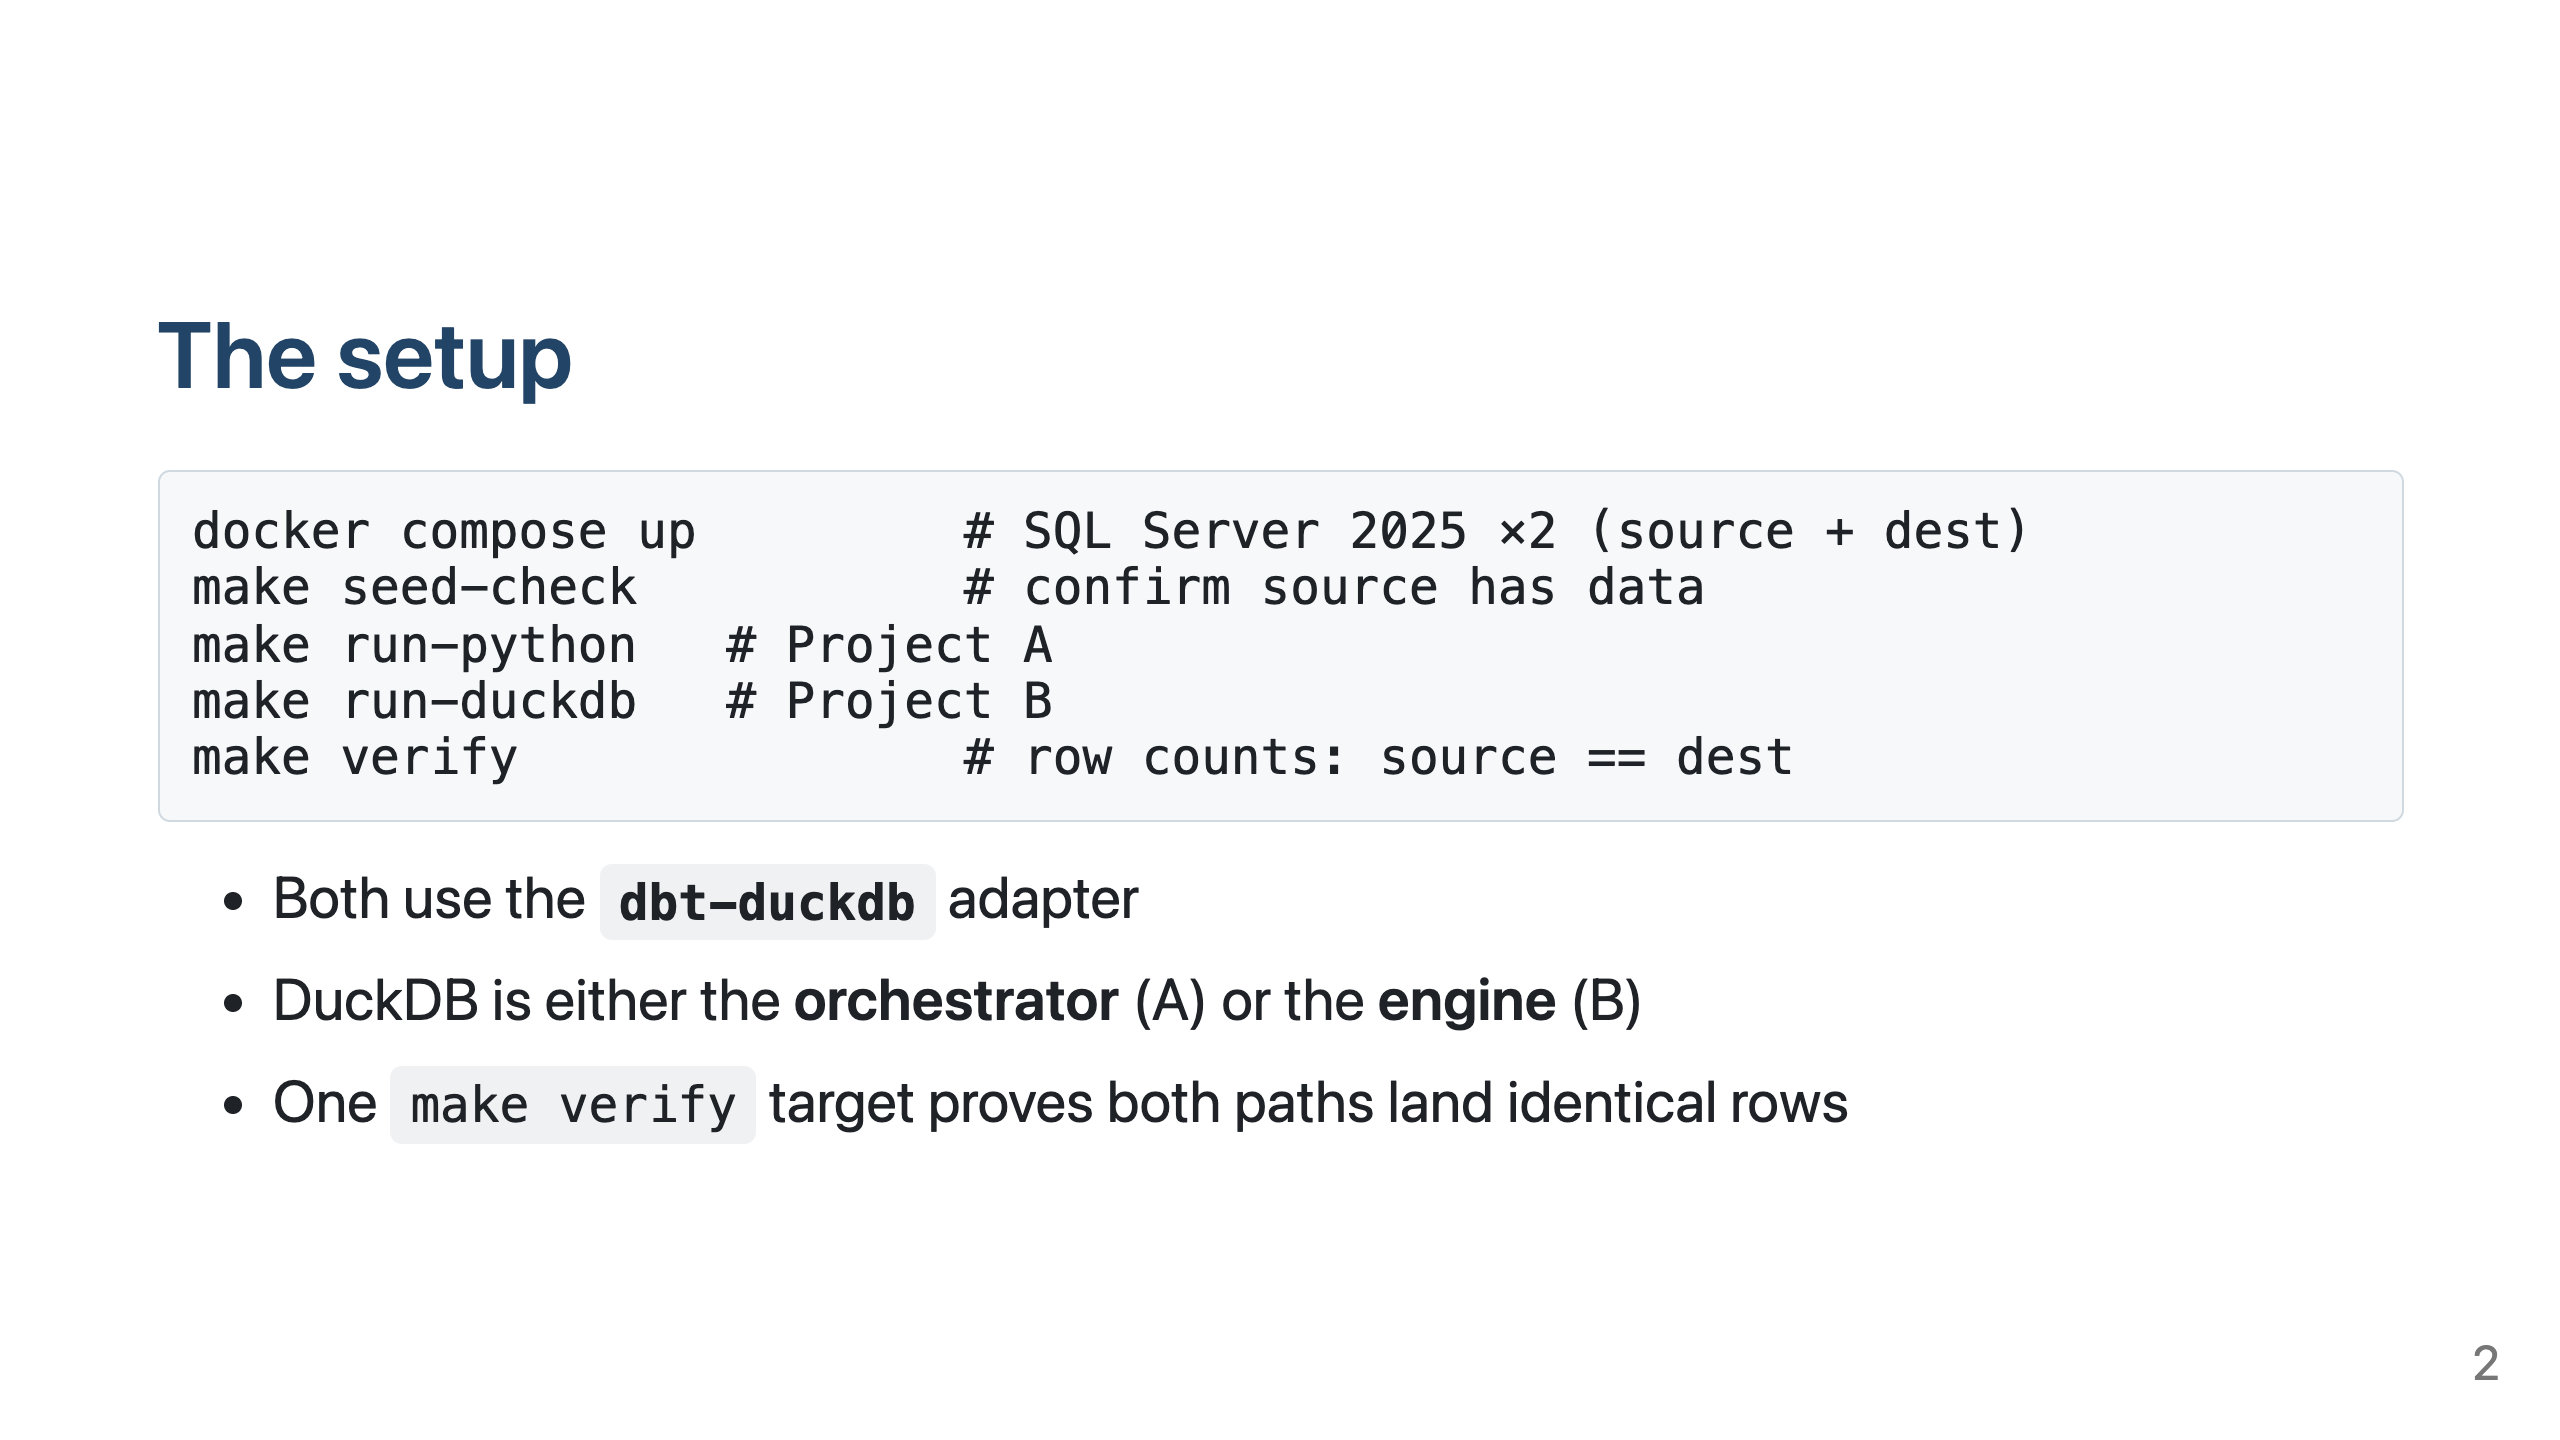 The setup
docker compose up         # SQL Server 2025 ×2 (source + dest)
make seed-check           # confirm source has data
make run-python   # Project A
make run-duckdb   # Project B
make verify               # row counts: source == dest
• Both use the dbt-duckdb adapter
• DuckDB is either the orchestrator (A) or the engine (B)
• One make verify target proves both paths land identical rows
2